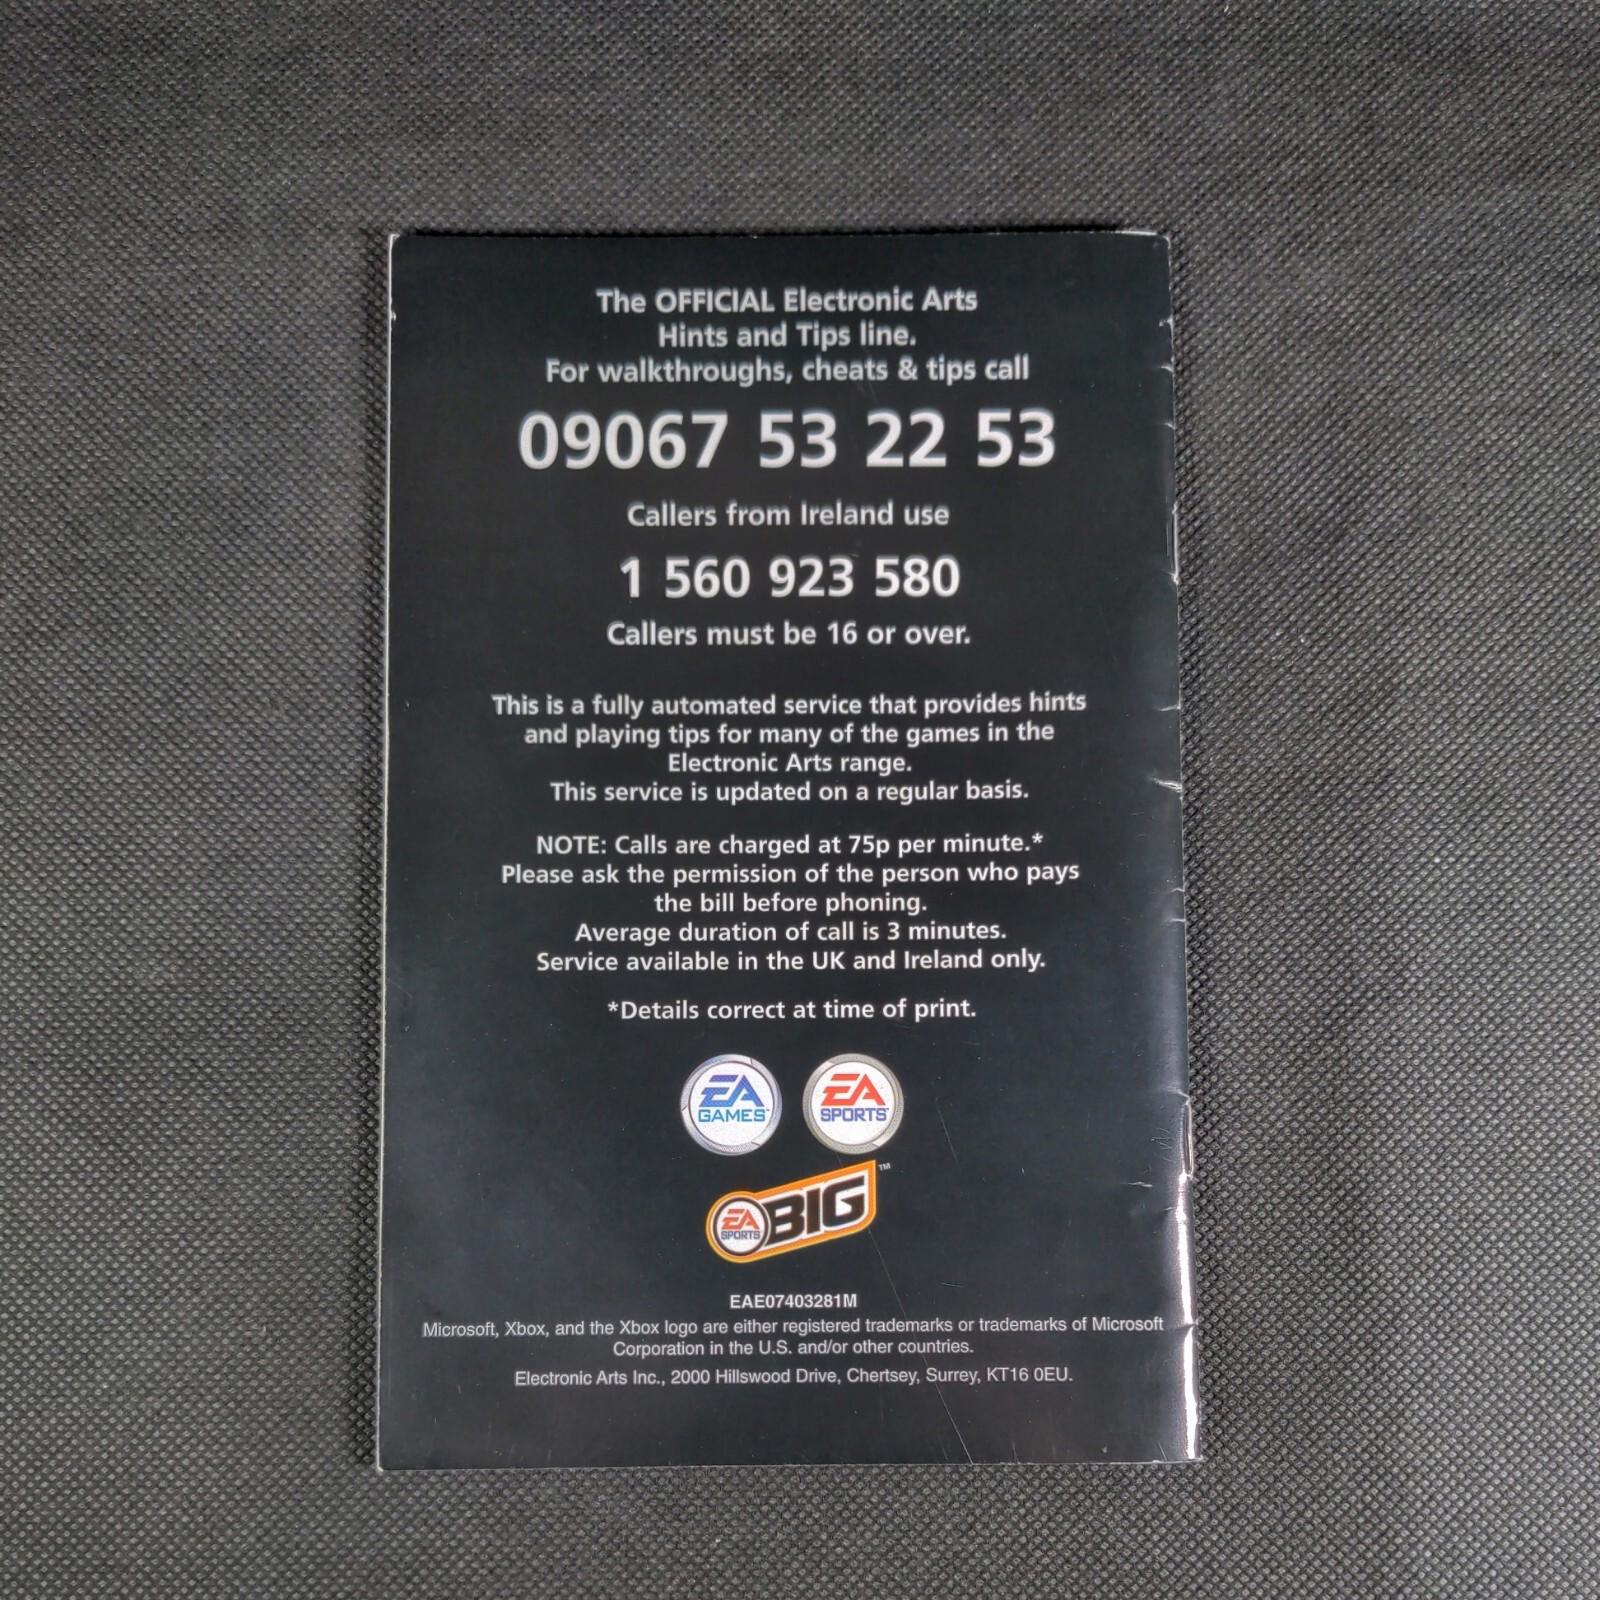 The OFFICIAL Electronic Arts
Hints and Tips line.
For walkthroughs, cheats & tips call
09067 53 22 53
Callers from Ireland use
1 560 923 580
Callers must be 16 or over.
This is a fully automated service that provides hints
and playing tips for many of the games in the
Electronic Arts range.
This service is updated on a regular basis.
NOTE: Calls are charged at 75p per minute.*
Please ask the permission of the person who pays
the bill before phoning.
Average duration of call is 3 minutes.
Service available in the UK and Ireland only.
*Details correct at time of print.
EA GAMES™
EA SPORTS™
EA SPORTS BIG™
EAE07403281M
Microsoft, Xbox, and the Xbox logo are either registered trademarks or trademarks of Microsoft
Corporation in the U.S. and/or other countries.
Electronic Arts Inc., 2000 Hillswood Drive, Chertsey, Surrey, KT16 0EU.